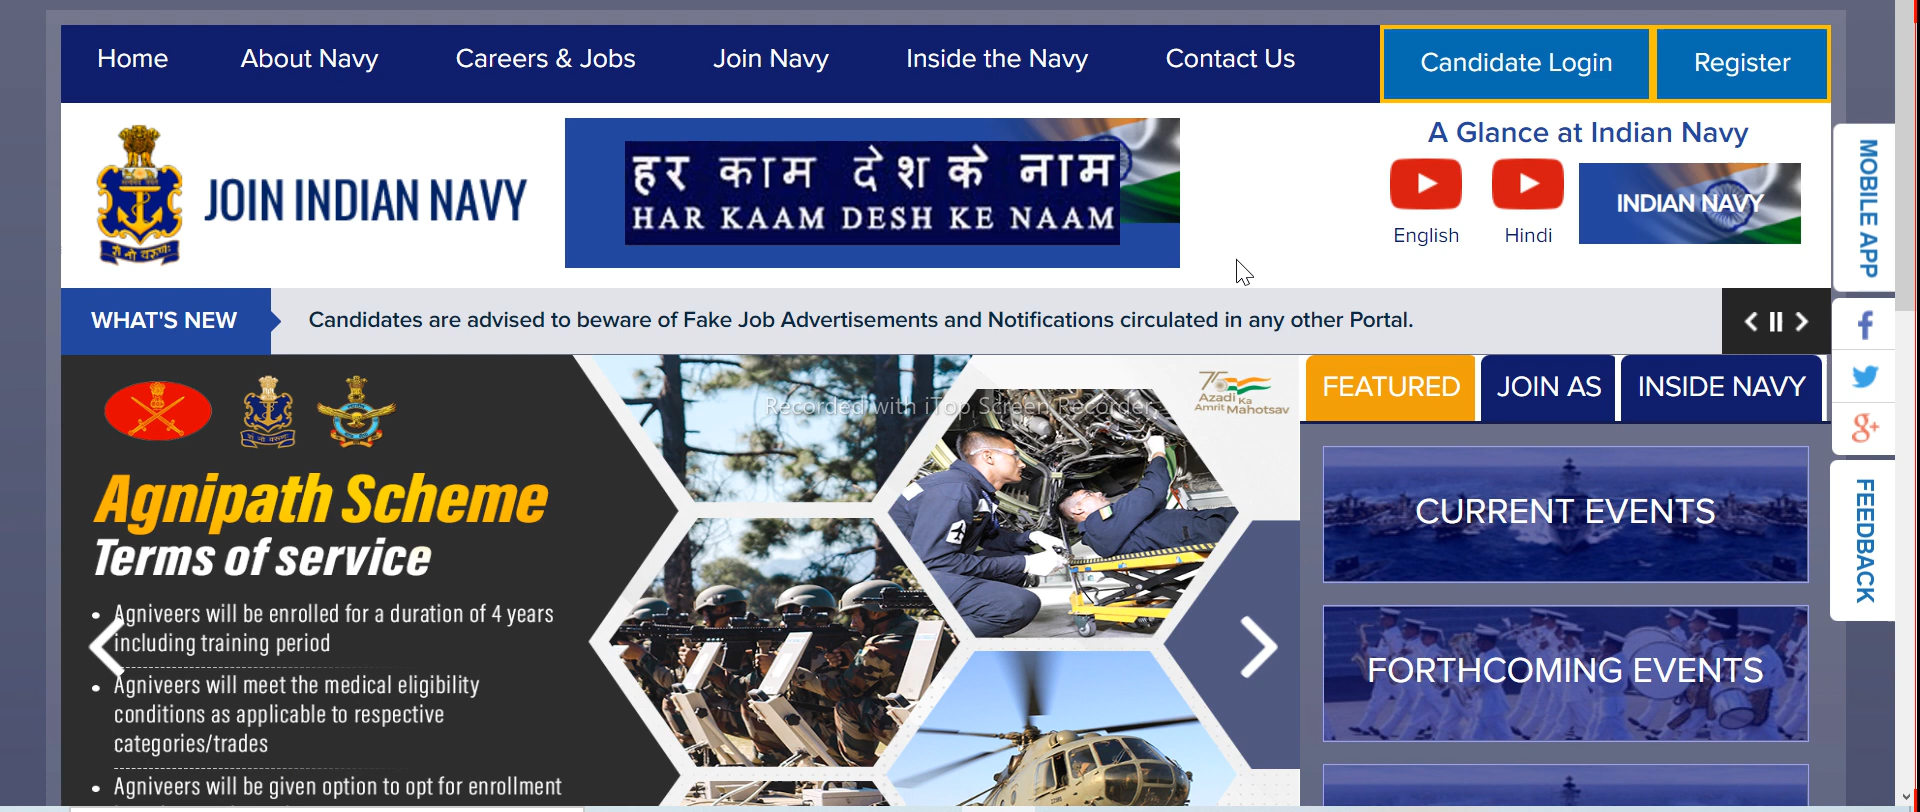 Home About Navy Careers & Jobs Join Navy Inside the Navy Contact Us Candidate Login Register
JOIN INDIAN NAVY
हर काम देश के नाम
HAR KAAM DESH KE NAAM
A Glance at Indian Navy
English Hindi
INDIAN NAVY
MOBILE APP
WHAT'S NEW
Candidates are advised to beware of Fake Job Advertisements and Notifications circulated in any other Portal.
Recorded with iTop Screen Recorder
75
Azadi Ka
Amrit Mahotsav
FEATURED JOIN AS INSIDE NAVY
Agnipath Scheme
Terms of service
• Agniveers will be enrolled for a duration of 4 years
including training period
• Agniveers will meet the medical eligibility
conditions as applicable to respective
categories/trades
• Agniveers will be given option to opt for enrollment
CURRENT EVENTS
FORTHCOMING EVENTS
g+
FEEDBACK